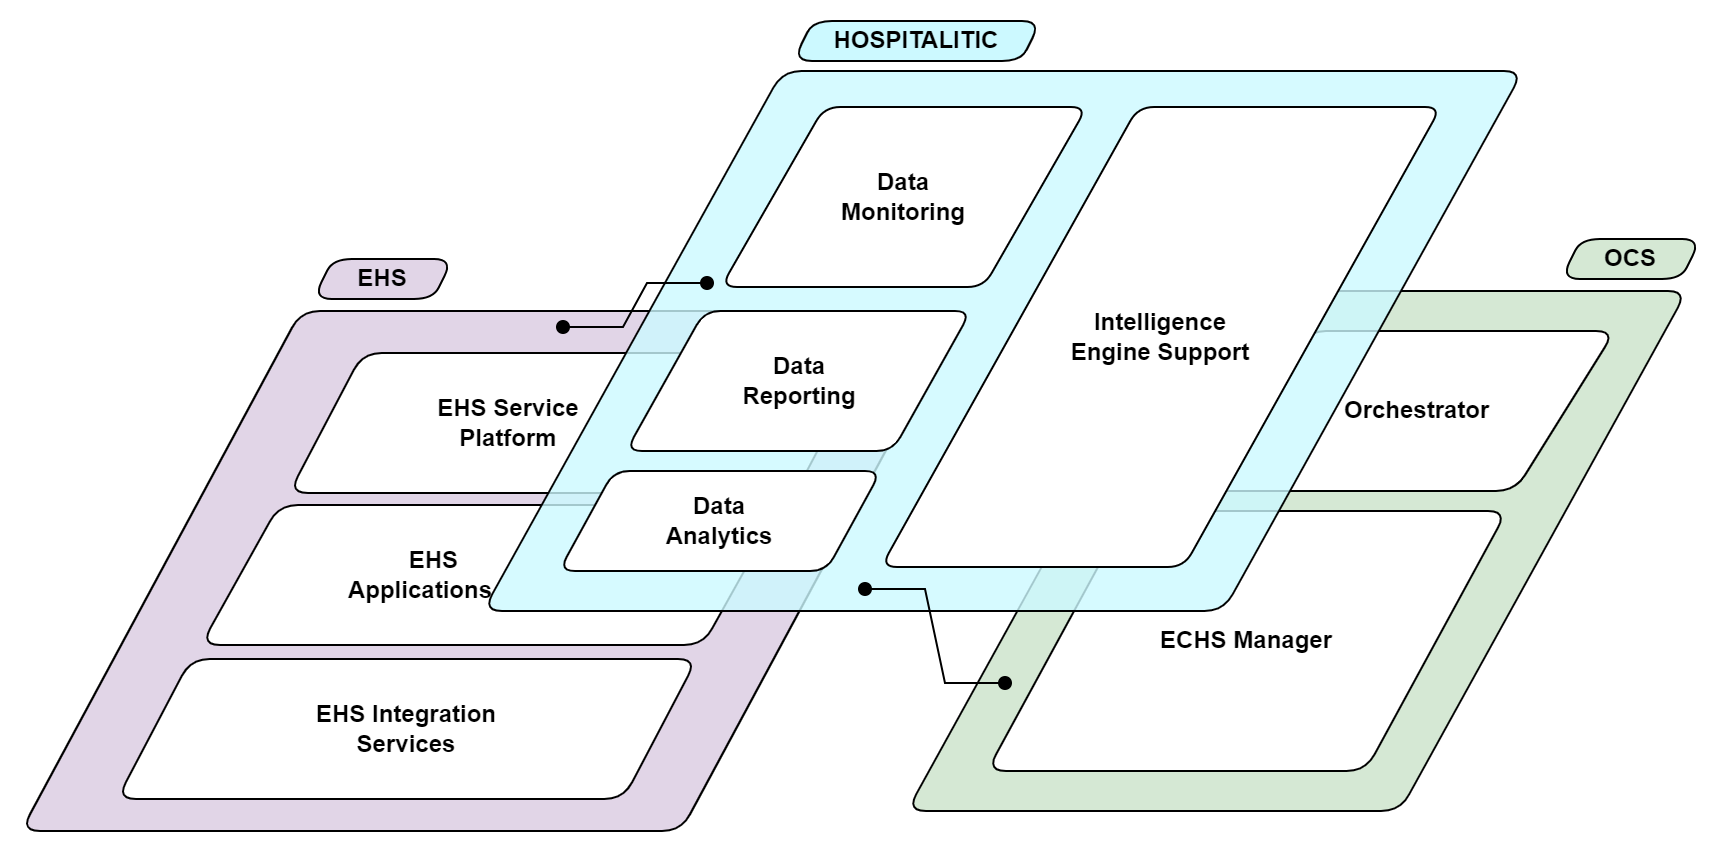 HOSPITALITIC
Data
Monitoring
Intelligence
Engine Support
Data
Reporting
Data
Analytics
EHS
EHS Service
Platform
EHS
Applications
EHS Integration
Services
OCS
Orchestrator
ECHS Manager